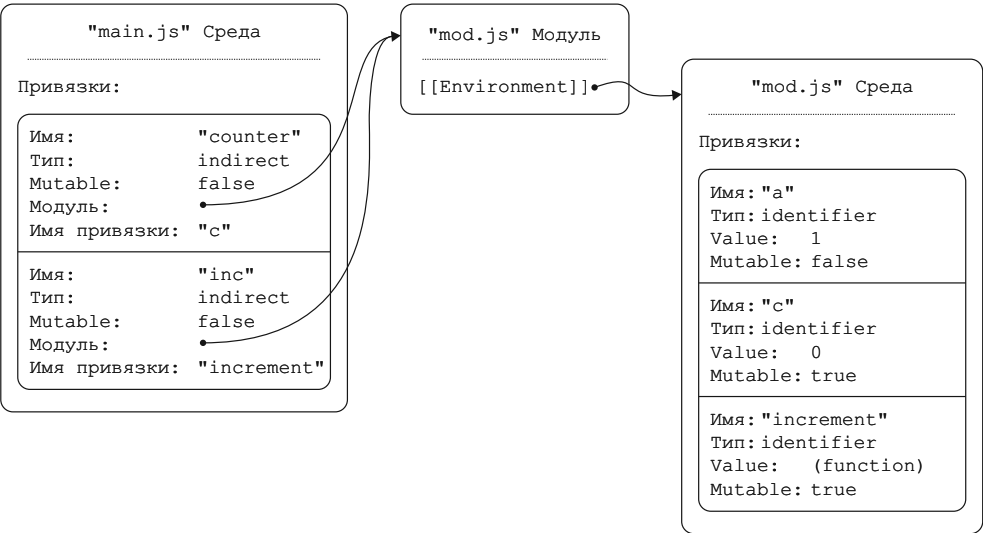 "main.js" Среда
Привязки:
Имя: "counter"
Тип: indirect
Mutable: false
Модуль:
Имя привязки: "c"
Имя: "inc"
Тип: indirect
Mutable: false
Модуль:
Имя привязки: "increment"
"mod.js" Модуль
[[Environment]]
"mod.js" Среда
Привязки:
Имя: "a"
Тип: identifier
Value: 1
Mutable: false
Имя: "c"
Тип: identifier
Value: 0
Mutable: true
Имя: "increment"
Тип: identifier
Value: (function)
Mutable: true